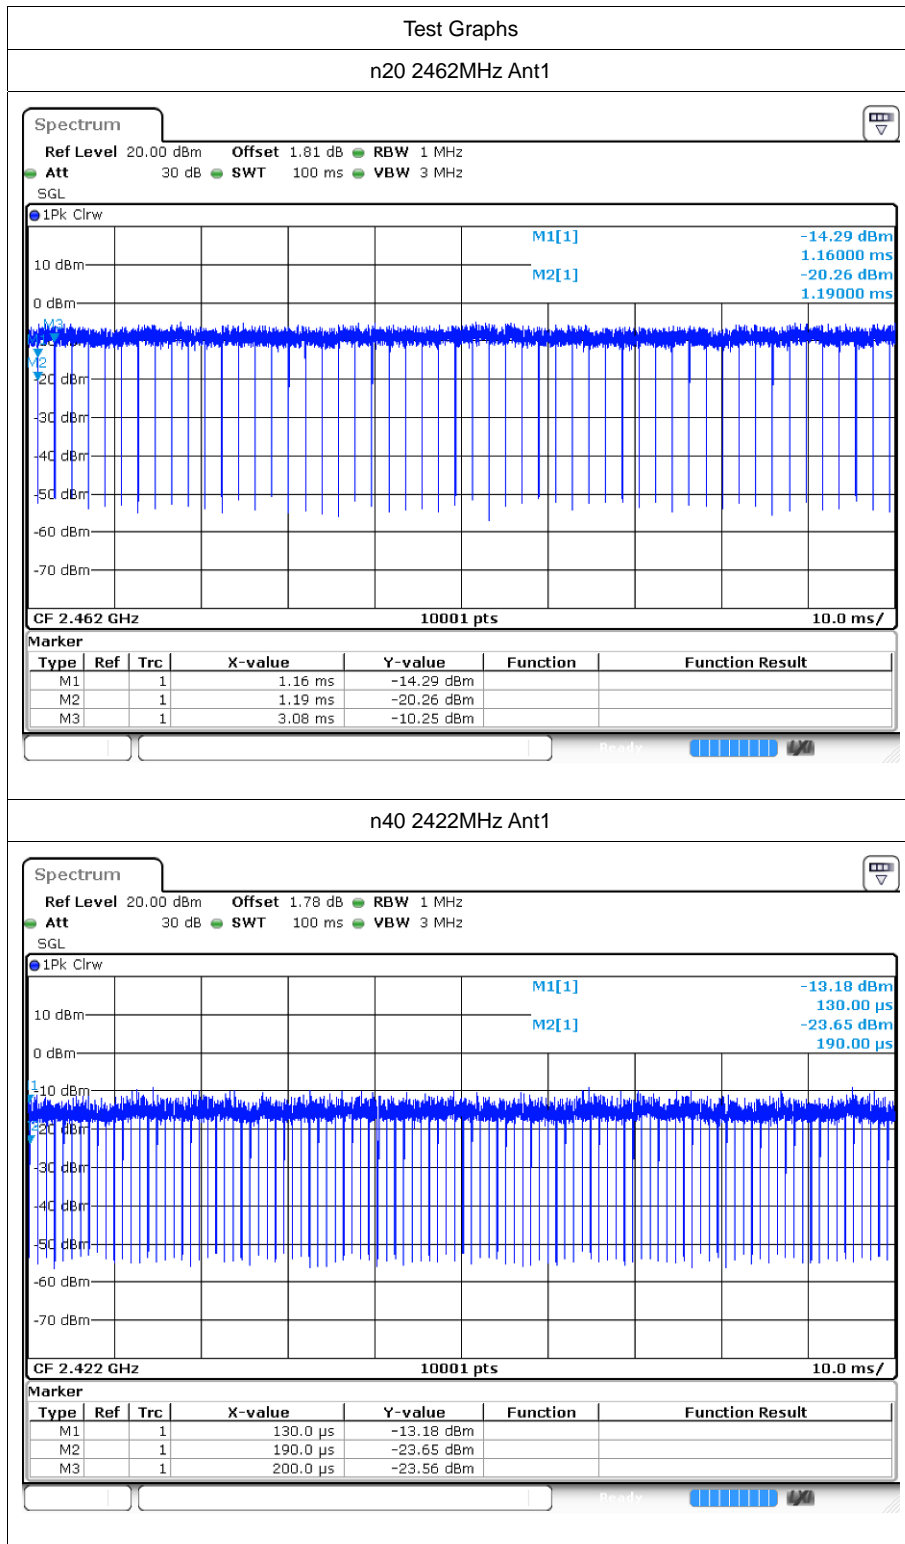 Test Graphs
n20 2462MHz Ant1
Spectrum
Ref Level 20.00 dBm Offset 1.81 dB RBW 1 MHz
Att 30 dB SWT 100 ms VBW 3 MHz
SGL
1Pk Clrw
M1[1] -14.29 dBm
1.16000 ms
10 dBm
M2[1] -20.26 dBm
1.19000 ms
0 dBm
M3
M2
-20 dBm
-30 dBm
-40 dBm
-50 dBm
-60 dBm
-70 dBm
CF 2.462 GHz 10001 pts 10.0 ms/
Marker
Type Ref Trc X-value Y-value Function Function Result
M1 1 1.16 ms -14.29 dBm
M2 1 1.19 ms -20.26 dBm
M3 1 3.08 ms -10.25 dBm
Ready LXI
n40 2422MHz Ant1
Spectrum
Ref Level 20.00 dBm Offset 1.78 dB RBW 1 MHz
Att 30 dB SWT 100 ms VBW 3 MHz
SGL
1Pk Clrw
M1[1] -13.18 dBm
130.00 µs
10 dBm
M2[1] -23.65 dBm
190.00 µs
0 dBm
-10 dBm
-20 dBm
-30 dBm
-40 dBm
-50 dBm
-60 dBm
-70 dBm
CF 2.422 GHz 10001 pts 10.0 ms/
Marker
Type Ref Trc X-value Y-value Function Function Result
M1 1 130.0 µs -13.18 dBm
M2 1 190.0 µs -23.65 dBm
M3 1 200.0 µs -23.56 dBm
Ready LXI